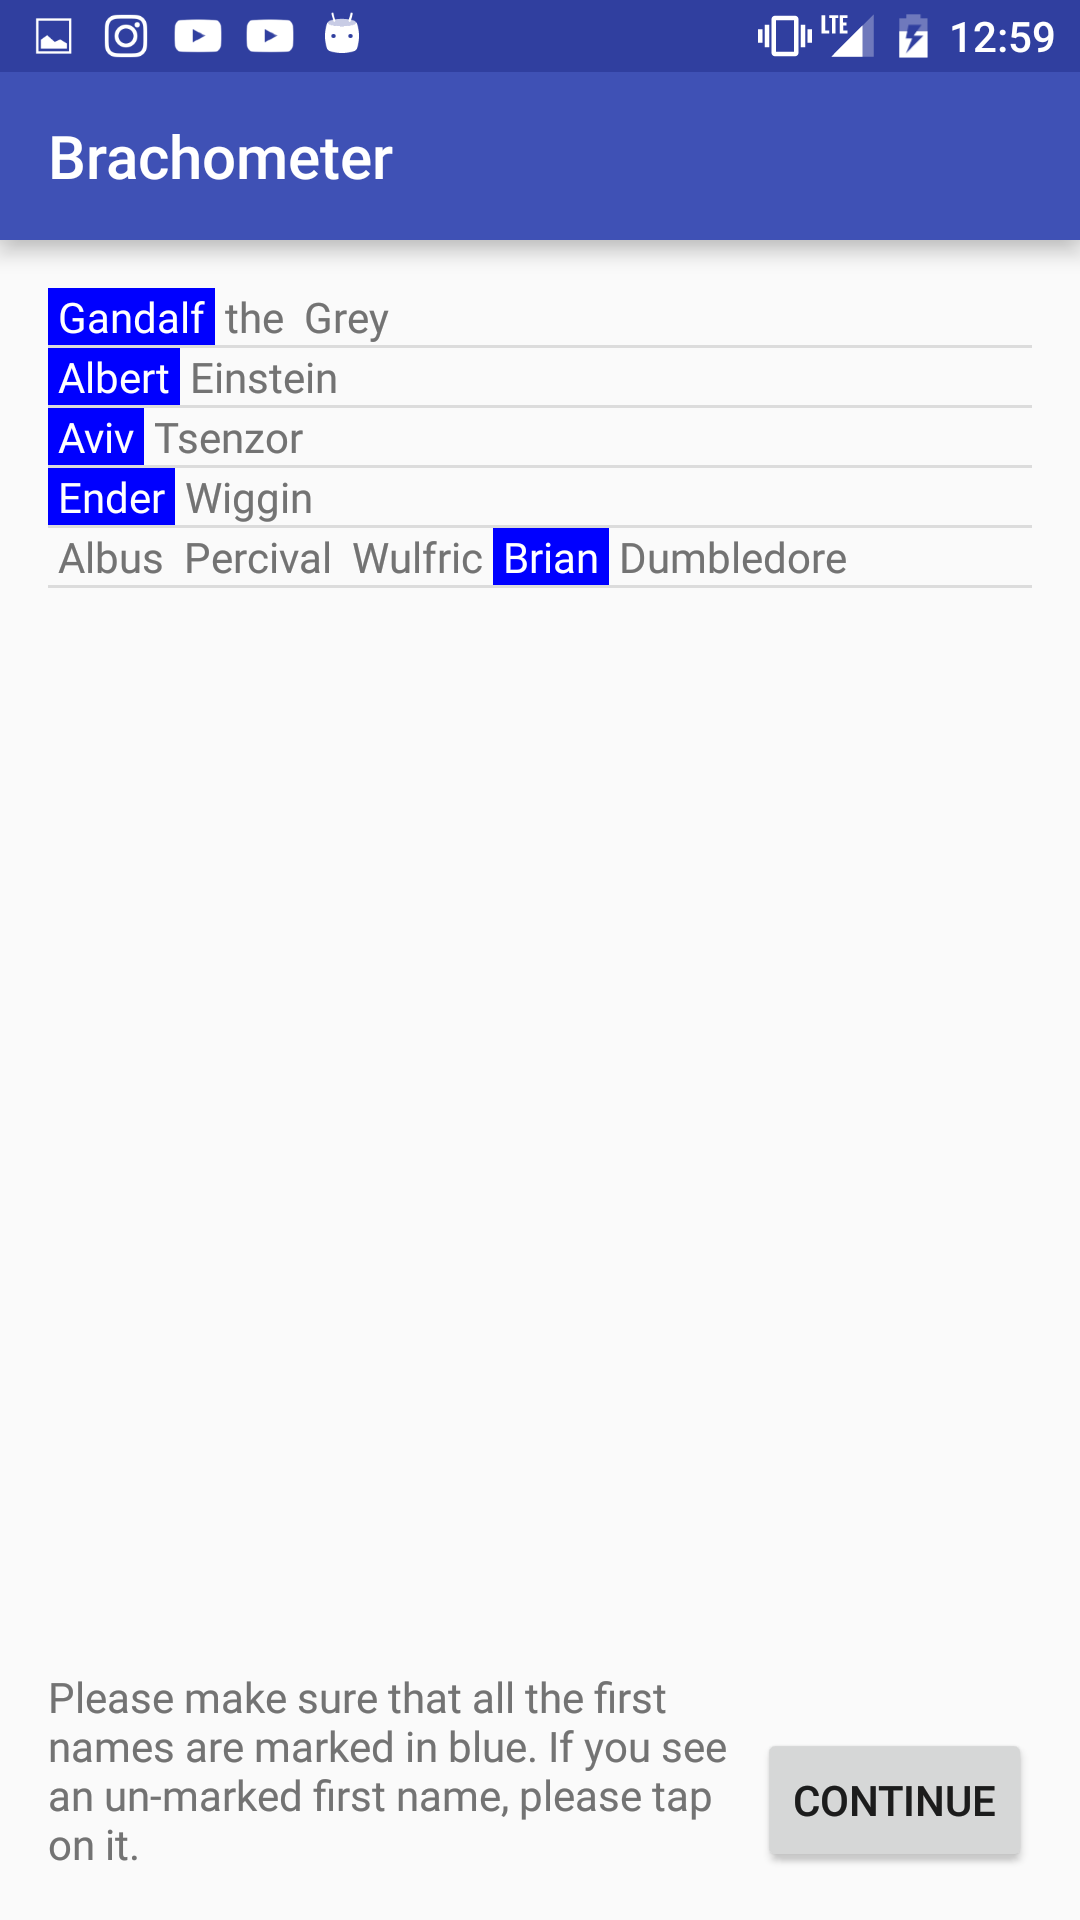 LTE 12:59
Brachometer
Gandalf the Grey
Albert Einstein
Aviv Tsenzor
Ender Wiggin
Albus Percival Wulfric Brian Dumbledore
Please make sure that all the first
names are marked in blue. If you see
an un-marked first name, please tap
on it.
CONTINUE